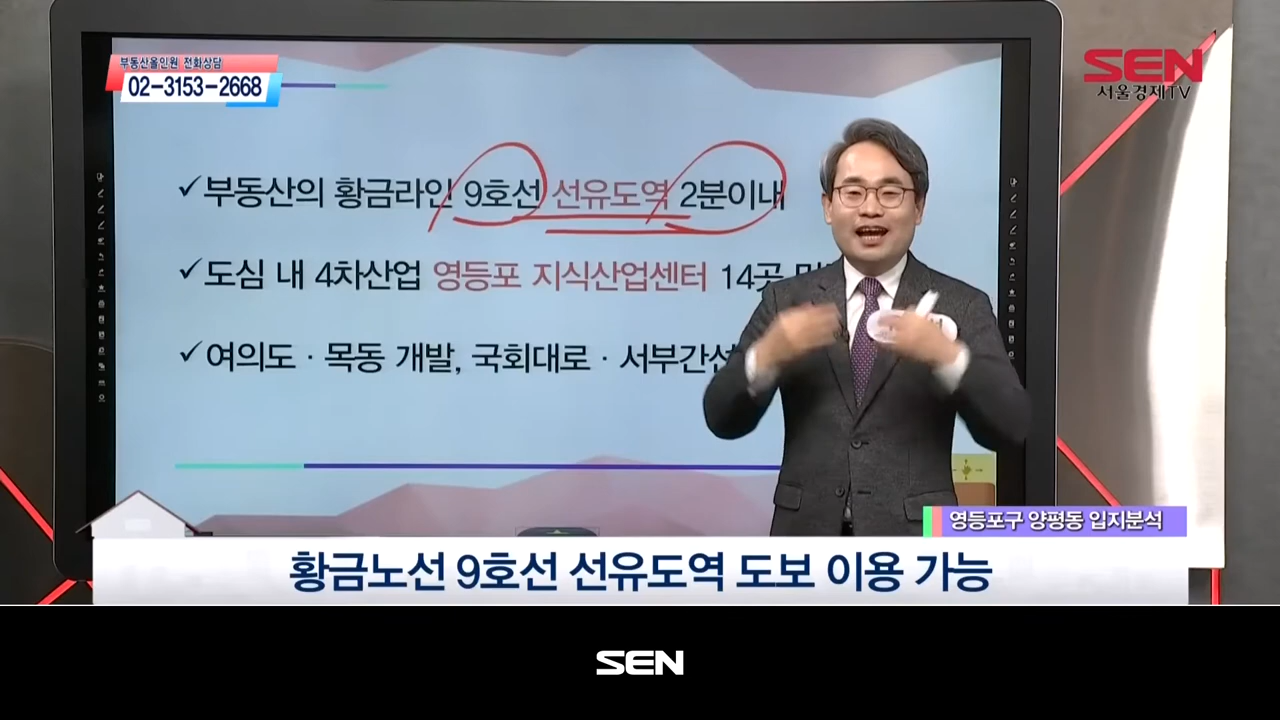 부동산올인원 전화상담
02-3153-2668
SEN
서울경제TV
✓부동산의 황금라인 9호선 선유도역 2분이내
✓도심 내 4차산업 영등포 지식산업센터 14곳
✓여의도 · 목동 개발, 국회대로 · 서부간선
영등포구 양평동 입지분석
황금노선 9호선 선유도역 도보 이용 가능
SEN